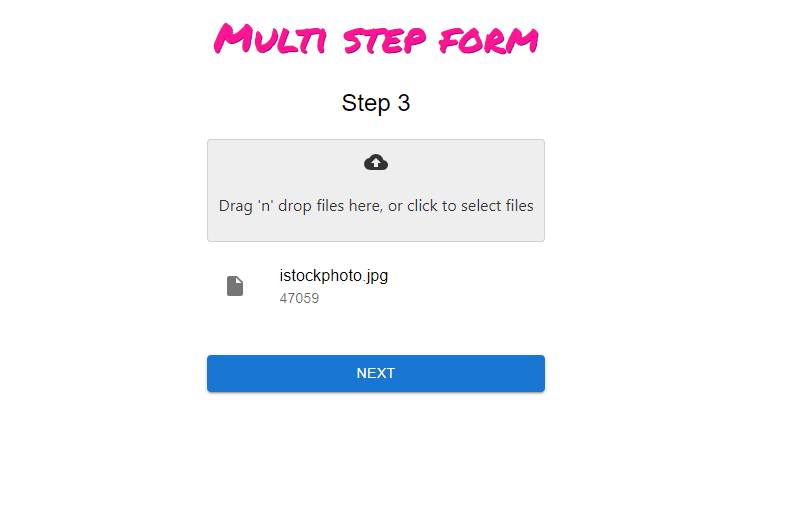 Multi step form
Step 3
Drag 'n' drop files here, or click to select files
istockphoto.jpg
47059
NEXT